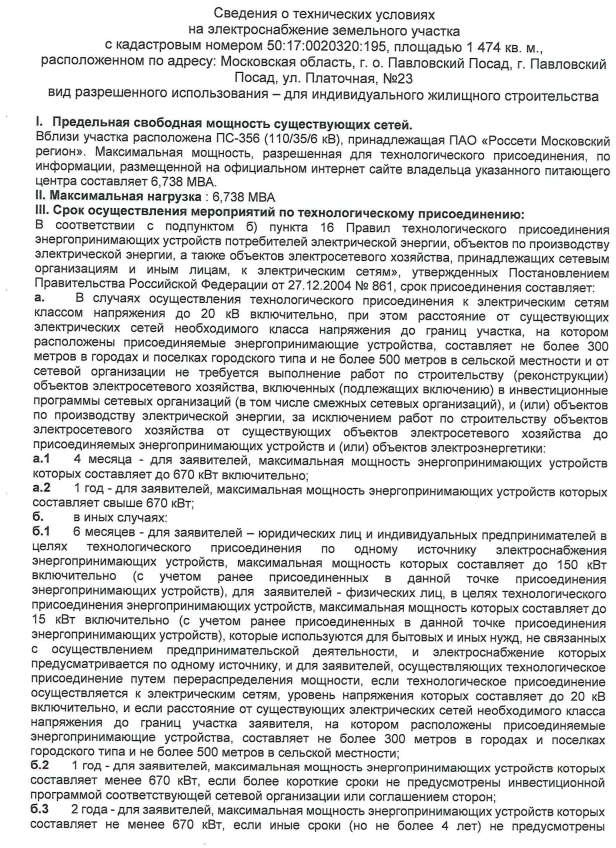 Сведения о технических условиях
на электроснабжение земельного участка
с кадастровым номером 50:17:0020320:195, площадью 1 474 кв. м.,
расположенном по адресу: Московская область, г. о. Павловский Посад, г. Павловский
Посад, ул. Платочная, №23
вид разрешенного использования – для индивидуального жилищного строительства
I. Предельная свободная мощность существующих сетей.
Вблизи участка расположена ПС-356 (110/35/6 кВ), принадлежащая ПАО «Россети Московский
регион». Максимальная мощность, разрешенная для технологического присоединения, по
информации, размещенной на официальном интернет сайте владельца указанного питающего
центра составляет 6,738 МВА.
II. Максимальная нагрузка : 6,738 МВА
III. Срок осуществления мероприятий по технологическому присоединению:
В соответствии с подпунктом б) пункта 16 Правил технологического присоединения
энергопринимающих устройств потребителей электрической энергии, объектов по производству
электрической энергии, а также объектов электросетевого хозяйства, принадлежащих сетевым
организациям и иным лицам, к электрическим сетям», утвержденных Постановлением
Правительства Российской Федерации от 27.12.2004 № 861, срок присоединения составляет:
а. В случаях осуществления технологического присоединения к электрическим сетям
классом напряжения до 20 кВ включительно, при этом расстояние от существующих
электрических сетей необходимого класса напряжения до границ участка, на котором
расположены присоединяемые энергопринимающие устройства, составляет не более 300
метров в городах и поселках городского типа и не более 500 метров в сельской местности и от
сетевой организации не требуется выполнение работ по строительству (реконструкции)
объектов электросетевого хозяйства, включенных (подлежащих включению) в инвестиционные
программы сетевых организаций (в том числе смежных сетевых организаций), и (или) объектов
по производству электрической энергии, за исключением работ по строительству объектов
электросетевого хозяйства от существующих объектов электросетевого хозяйства до
присоединяемых энергопринимающих устройств и (или) объектов электроэнергетики:
а.1 4 месяца - для заявителей, максимальная мощность энергопринимающих устройств
которых составляет до 670 кВт включительно;
а.2 1 год - для заявителей, максимальная мощность энергопринимающих устройств которых
составляет свыше 670 кВт;
б. в иных случаях:
б.1 6 месяцев - для заявителей – юридических лиц и индивидуальных предпринимателей в
целях технологического присоединения по одному источнику электроснабжения
энергопринимающих устройств, максимальная мощность которых составляет до 150 кВт
включительно (с учетом ранее присоединенных в данной точке присоединения
энергопринимающих устройств), для заявителей - физических лиц, в целях технологического
присоединения энергопринимающих устройств, максимальная мощность которых составляет до
15 кВт включительно (с учетом ранее присоединенных в данной точке присоединения
энергопринимающих устройств), которые используются для бытовых и иных нужд, не связанных
с осуществлением предпринимательской деятельности, и электроснабжение которых
предусматривается по одному источнику, и для заявителей, осуществляющих технологическое
присоединение путем перераспределения мощности, если технологическое присоединение
осуществляется к электрическим сетям, уровень напряжения которых составляет до 20 кВ
включительно, и если расстояние от существующих электрических сетей необходимого класса
напряжения до границ участка заявителя, на котором расположены присоединяемые
энергопринимающие устройства, составляет не более 300 метров в городах и поселках
городского типа и не более 500 метров в сельской местности;
б.2 1 год - для заявителей, максимальная мощность энергопринимающих устройств которых
составляет менее 670 кВт, если более короткие сроки не предусмотрены инвестиционной
программой соответствующей сетевой организации или соглашением сторон;
б.3 2 года - для заявителей, максимальная мощность энергопринимающих устройств которых
составляет не менее 670 кВт, если иные сроки (но не более 4 лет) не предусмотрены